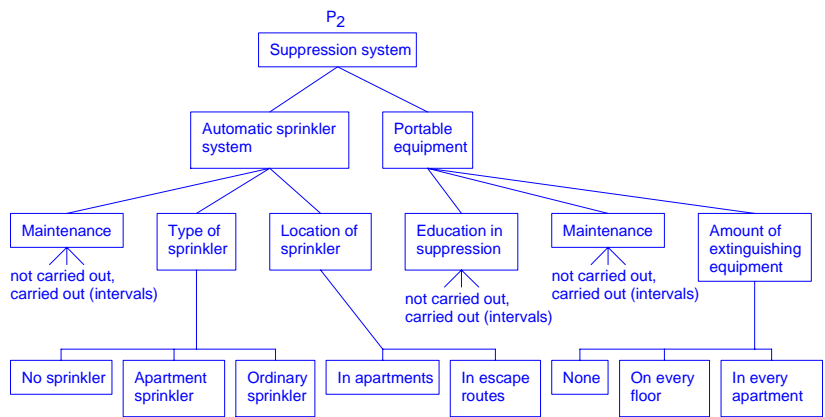 P2
Suppression system
Automatic sprinkler
system
Portable
equipment
Maintenance
not carried out,
carried out (intervals)
Type of
sprinkler
Location of
sprinkler
Education in
suppression
not carried out,
carried out (intervals)
Maintenance
not carried out,
carried out (intervals)
Amount of
extinguishing
equipment
No sprinkler
Apartment
sprinkler
Ordinary
sprinkler
In apartments
In escape
routes
None
On every
floor
In every
apartment